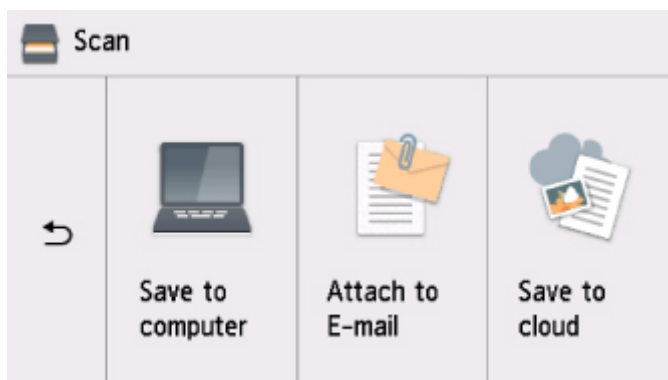 Scan
Save to
computer
Attach to
E-mail
Save to
cloud